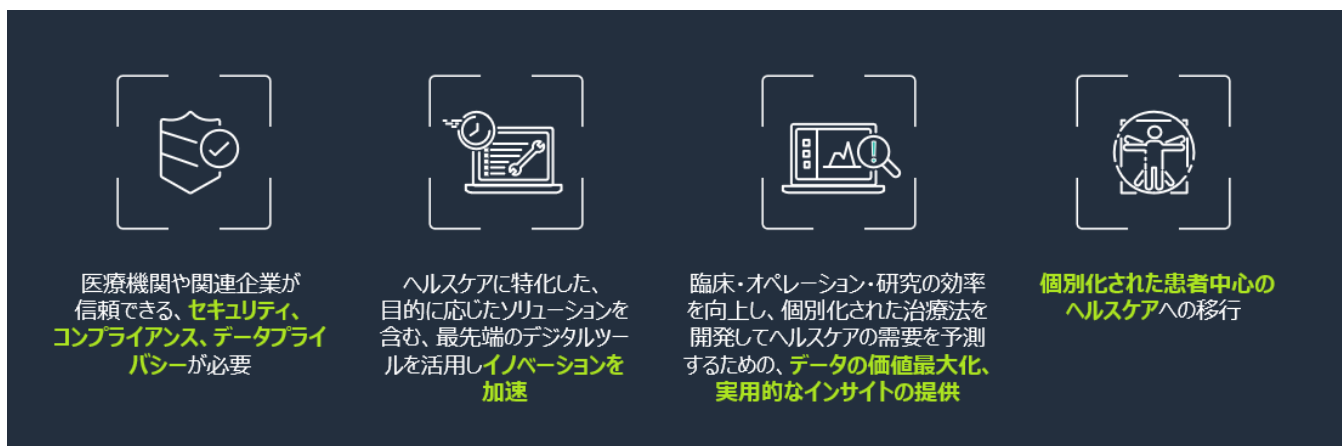 医療機関や関連企業が
信頼できる、セキュリティ、
コンプライアンス、データプライ
バシーが必要
ヘルスケアに特化した、
目的に応じたソリューションを
含む、最先端のデジタルツー
ルを活用しイノベーションを
加速
臨床・オペレーション・研究の効率
を向上し、個別化された治療法を
開発してヘルスケアの需要を予測
するための、データの価値最大化、
実用的なインサイトの提供
個別化された患者中心の
ヘルスケアへの移行